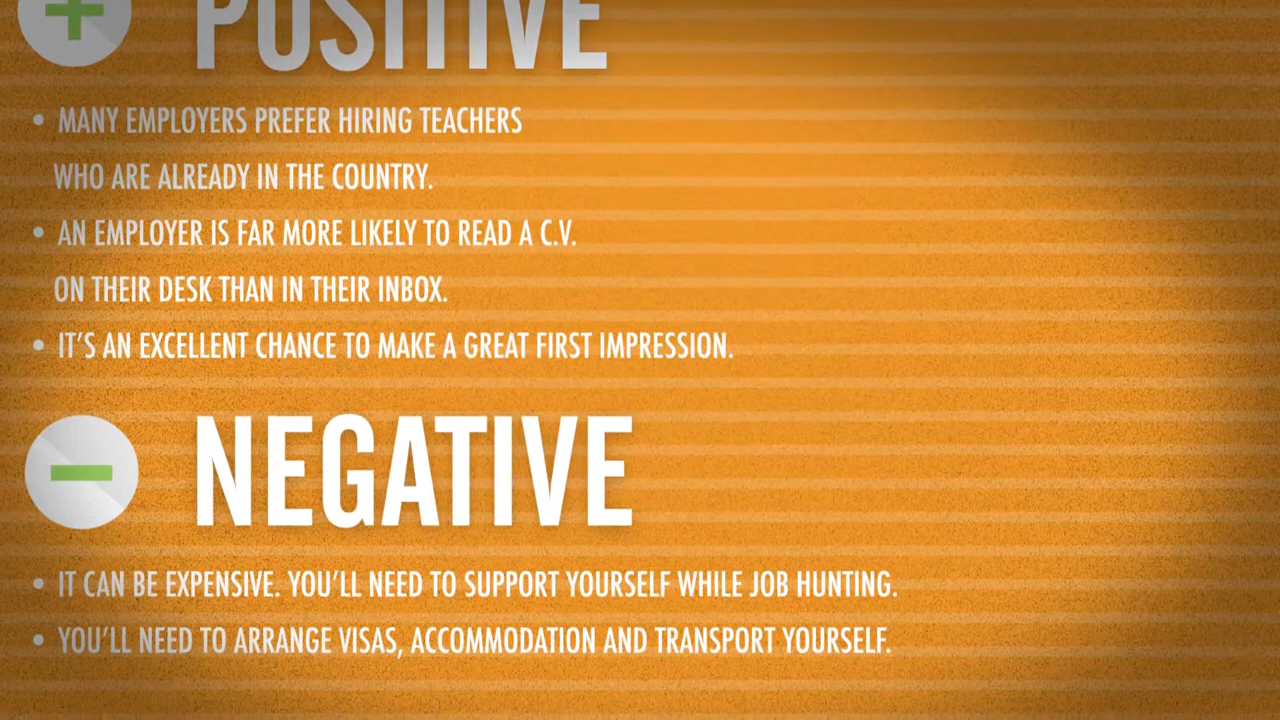 POSITIVE
• MANY EMPLOYERS PREFER HIRING TEACHERS
WHO ARE ALREADY IN THE COUNTRY.
• AN EMPLOYER IS FAR MORE LIKELY TO READ A C.V.
ON THEIR DESK THAN IN THEIR INBOX.
• IT'S AN EXCELLENT CHANCE TO MAKE A GREAT FIRST IMPRESSION.
NEGATIVE
• IT CAN BE EXPENSIVE. YOU'LL NEED TO SUPPORT YOURSELF WHILE JOB HUNTING.
• YOU'LL NEED TO ARRANGE VISAS, ACCOMMODATION AND TRANSPORT YOURSELF.